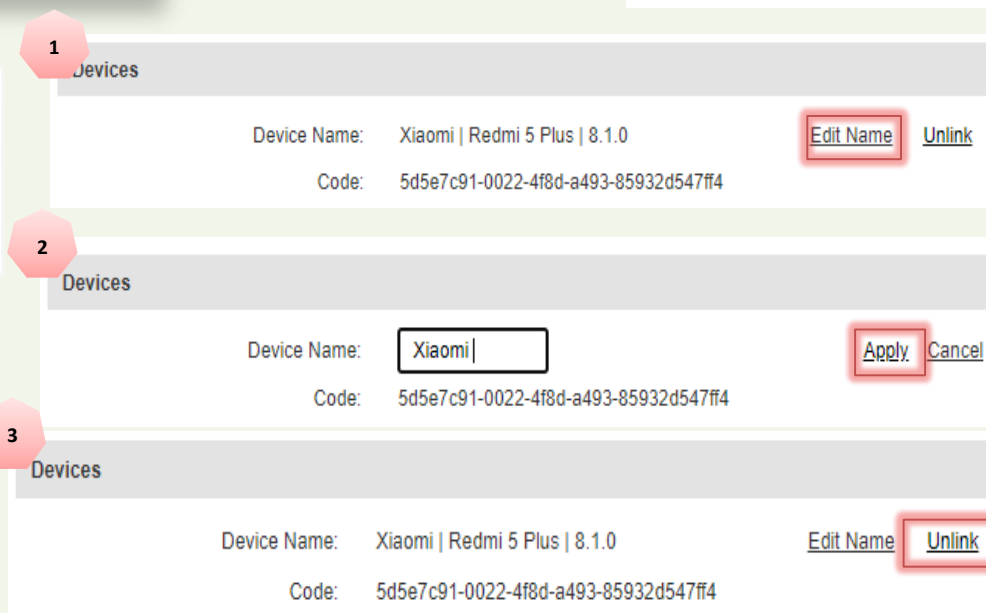 1
Devices
Device Name: Xiaomi | Redmi 5 Plus | 8.1.0 Edit Name Unlink
Code: 5d5e7c91-0022-4f8d-a493-85932d547ff4
2
Devices
Device Name: Xiaomi Apply Cancel
Code: 5d5e7c91-0022-4f8d-a493-85932d547ff4
3
Devices
Device Name: Xiaomi | Redmi 5 Plus | 8.1.0 Edit Name Unlink
Code: 5d5e7c91-0022-4f8d-a493-85932d547ff4